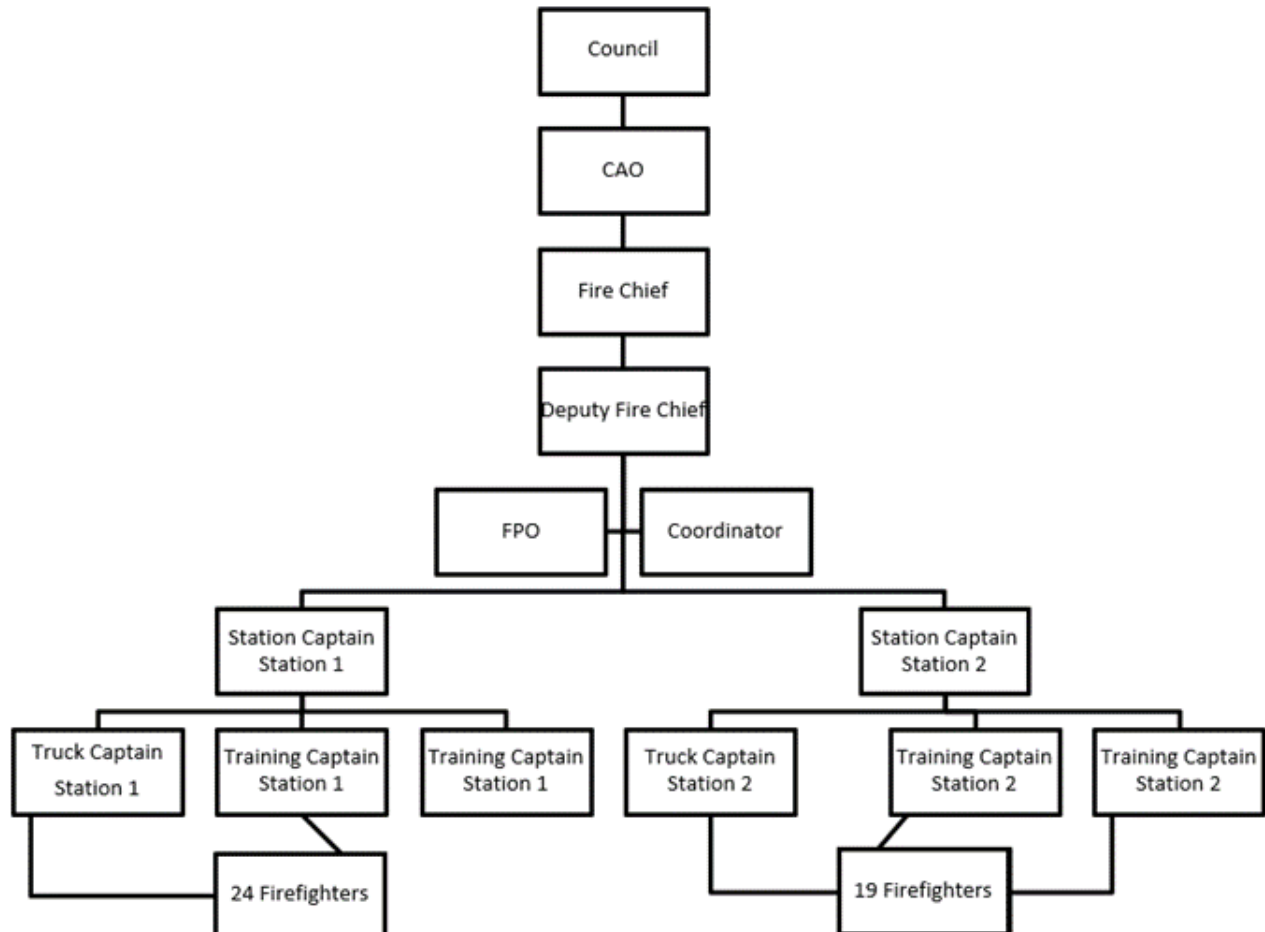 Council
CAO
Fire Chief
Deputy Fire Chief
FPO
Coordinator
Station Captain
Station 1
Station Captain
Station 2
Truck Captain
Station 1
Training Captain
Station 1
Training Captain
Station 1
Truck Captain
Station 2
Training Captain
Station 2
Training Captain
Station 2
24 Firefighters
19 Firefighters